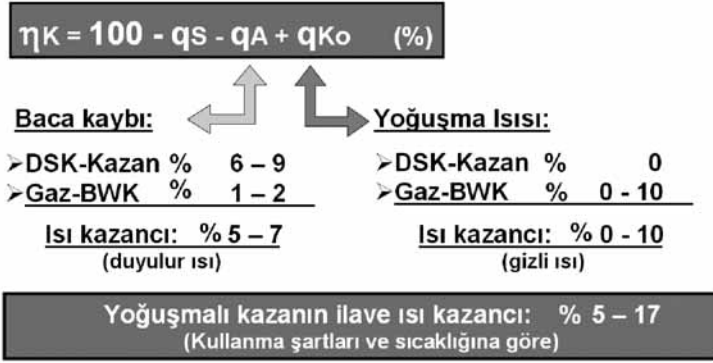 ηK = 100 - qS - qA + qKo (%)
Baca kaybı:
➢DSK-Kazan % 6 – 9
➢Gaz-BWK % 1 – 2
Isı kazancı: % 5 – 7
(duyulur ısı)
Yoğuşma Isısı:
➢DSK-Kazan % 0
➢Gaz-BWK % 0 - 10
Isı kazancı: % 0 - 10
(gizli ısı)
Yoğuşmalı kazanın ilave ısı kazancı: % 5 – 17
(Kullanma şartları ve sıcaklığına göre)